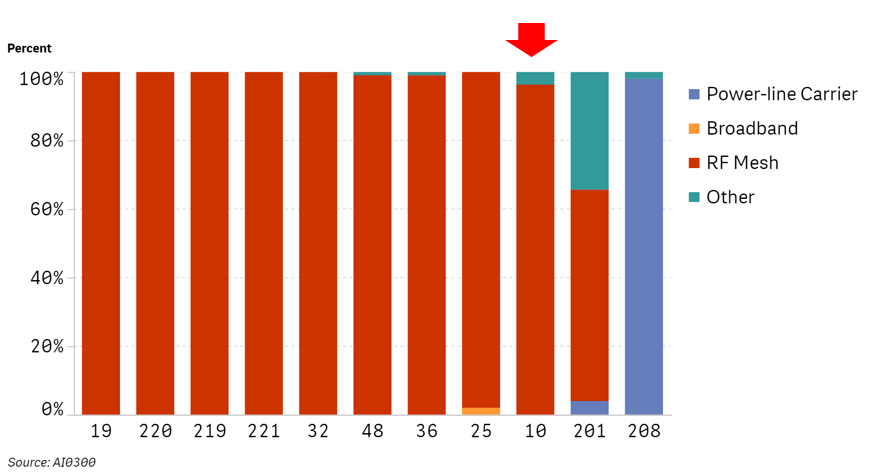 Percent
100%
80%
60%
40%
20%
0%
19 220 219 221 32 48 36 25 10 201 208
Power-line Carrier
Broadband
RF Mesh
Other
Source: AI0300